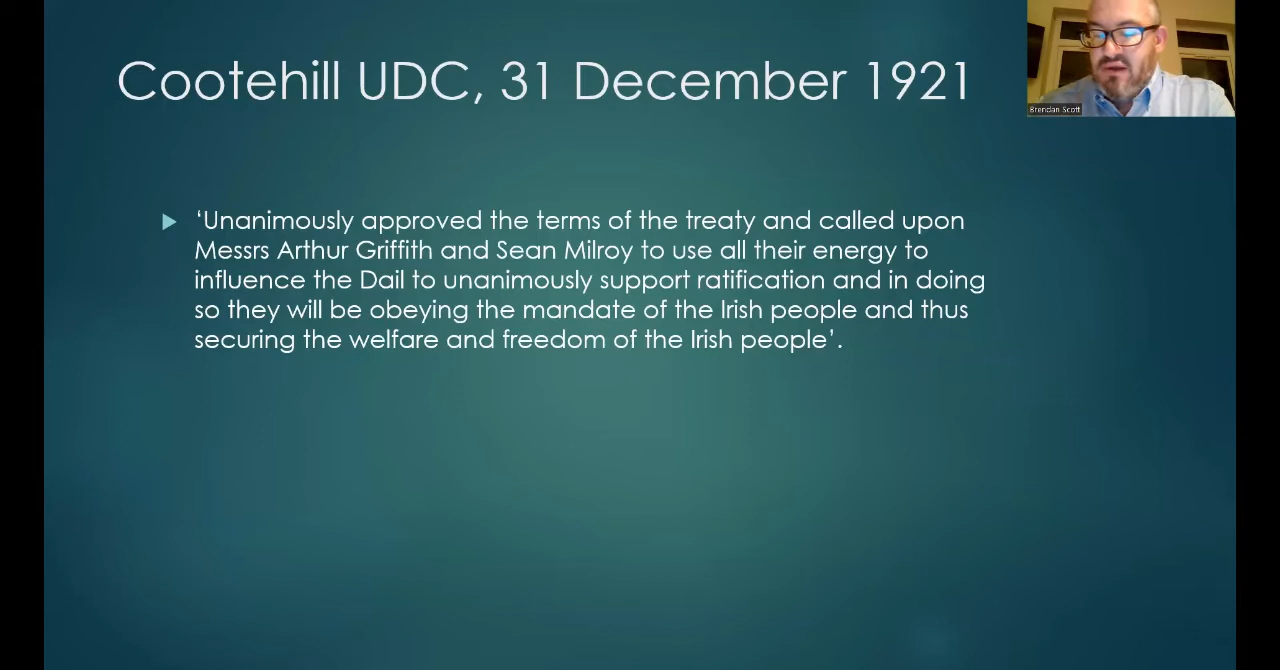 Cootehill UDC, 31 December 1921
Brendan Scott
‘Unanimously approved the terms of the treaty and called upon
Messrs Arthur Griffith and Sean Milroy to use all their energy to
influence the Dail to unanimously support ratification and in doing
so they will be obeying the mandate of the Irish people and thus
securing the welfare and freedom of the Irish people’.